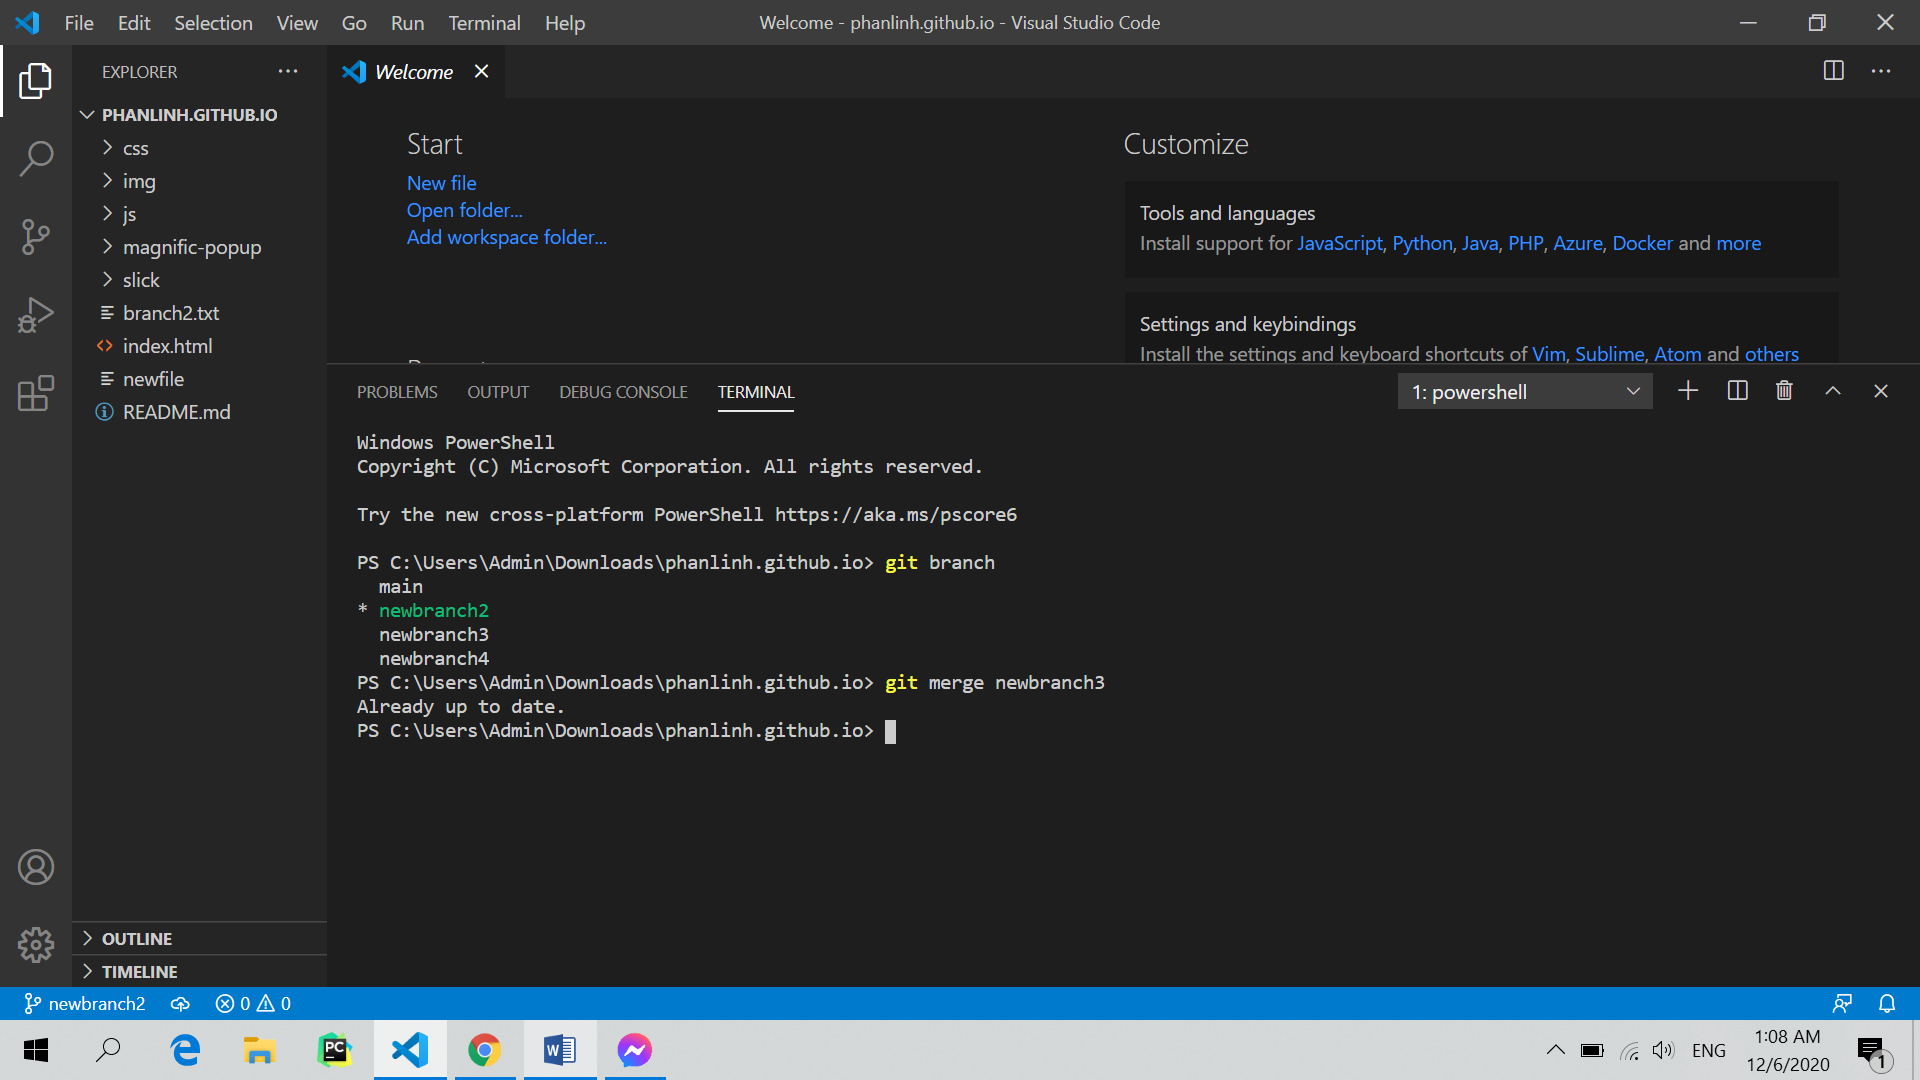 File Edit Selection View Go Run Terminal Help
Welcome - phanlinh.github.io - Visual Studio Code
EXPLORER
PHANLINH.GITHUB.IO
css
img
js
magnific-popup
slick
branch2.txt
index.html
newfile
README.md
OUTLINE
TIMELINE
Welcome
Start
New file
Open folder...
Add workspace folder...
Customize
Tools and languages
Install support for JavaScript, Python, Java, PHP, Azure, Docker and more
Settings and keybindings
Install the settings and keyboard shortcuts of Vim, Sublime, Atom and others
PROBLEMS OUTPUT DEBUG CONSOLE TERMINAL
1: powershell
Windows PowerShell
Copyright (C) Microsoft Corporation. All rights reserved.
Try the new cross-platform PowerShell https://aka.ms/pscore6
PS C:\Users\Admin\Downloads\phanlinh.github.io> git branch
main
* newbranch2
newbranch3
newbranch4
PS C:\Users\Admin\Downloads\phanlinh.github.io> git merge newbranch3
Already up to date.
PS C:\Users\Admin\Downloads\phanlinh.github.io>
newbranch2 0 0
PC
W
ENG
1:08 AM
12/6/2020
1